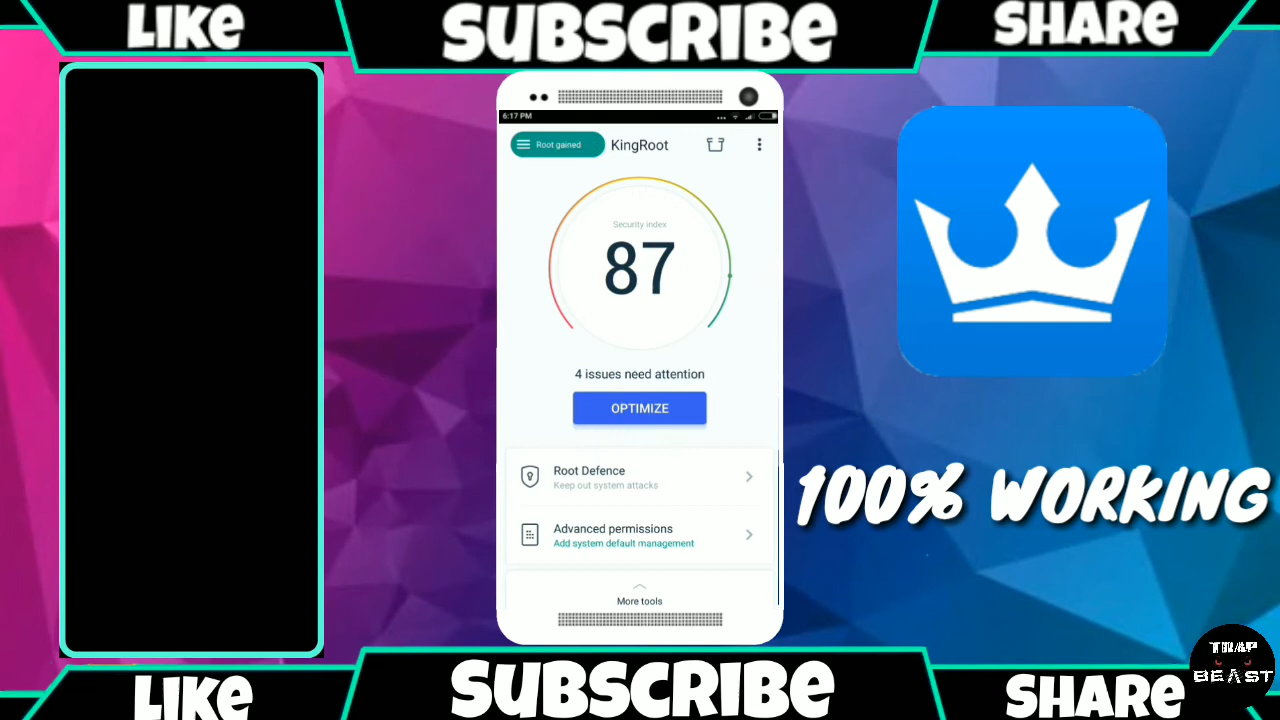 LIKE
SUBSCRIBE
SHARE
6:17 PM
Root gained
KingRoot
Security index
87
4 issues need attention
OPTIMIZE
Root Defence
Keep out system attacks
Advanced permissions
Add system default management
More tools
100% WORKING
TRAP
BEAST
LIKE
SUBSCRIBE
SHARE